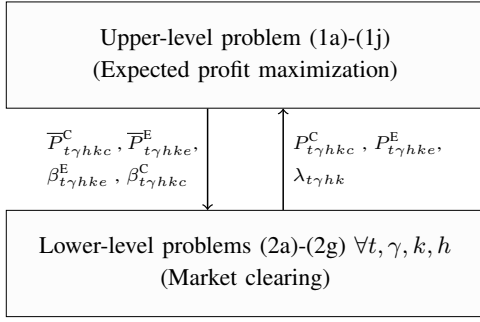 Upper-level problem (1a)-(1j)
(Expected profit maximization)
$\overline{P}^{\mathrm{C}}_{t\gamma hkc}$ , $\overline{P}^{\mathrm{E}}_{t\gamma hke}$,
$\beta^{\mathrm{E}}_{t\gamma hke}$ , $\beta^{\mathrm{C}}_{t\gamma hkc}$
$P^{\mathrm{C}}_{t\gamma hkc}$ , $P^{\mathrm{E}}_{t\gamma hke}$,
$\lambda_{t\gamma hk}$
Lower-level problems (2a)-(2g) $\forall t, \gamma, k, h$
(Market clearing)